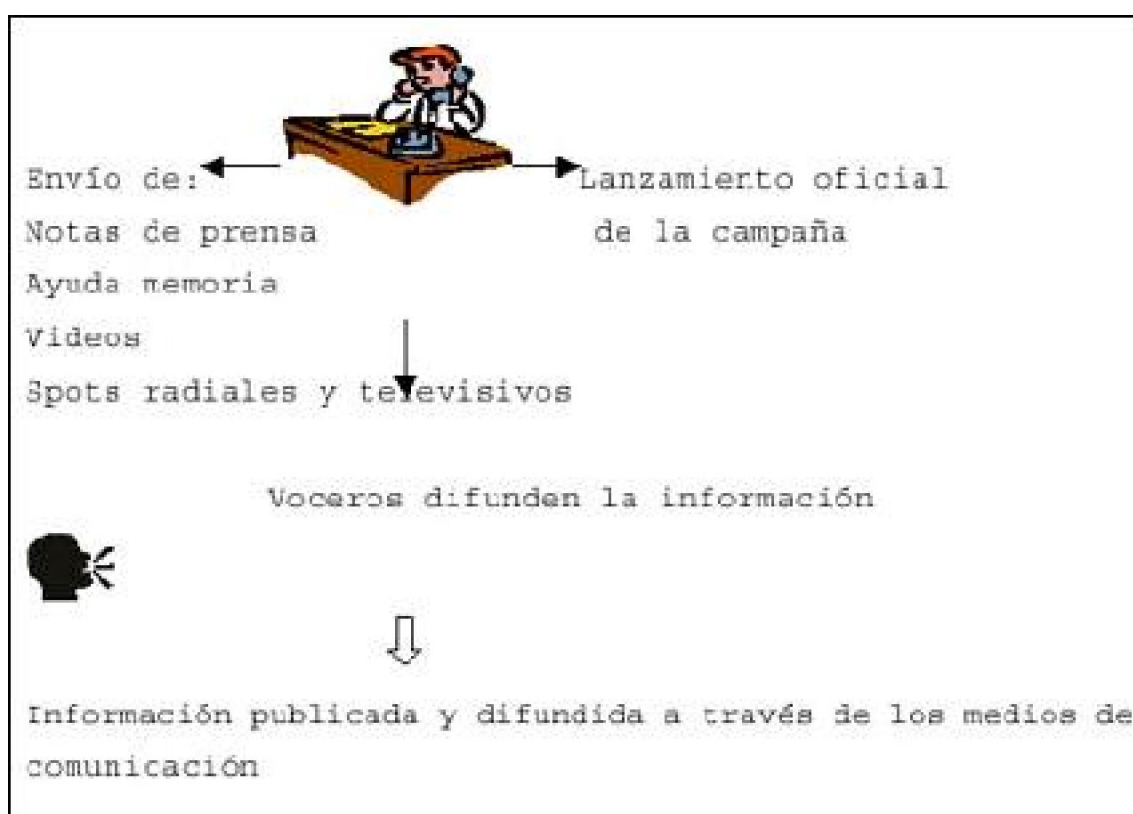 Envío de:
Lanzamiento oficial
Notas de prensa
de la campaña
Ayuda memoria
Videos
Spots radiales y televisivos
Voceros difunden la información
Información publicada y difundida a través de los medios de
comunicación